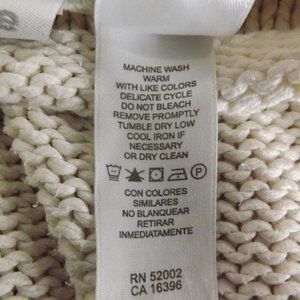 MACHINE WASH
WARM
WITH LIKE COLORS
DELICATE CYCLE
DO NOT BLEACH
REMOVE PROMPTLY
TUMBLE DRY LOW
COOL IRON IF
NECESSARY
OR DRY CLEAN
CON COLORES
SIMILARES
NO BLANQUEAR
RETIRAR
INMEDIATAMENTE
RN 52002
CA 16396